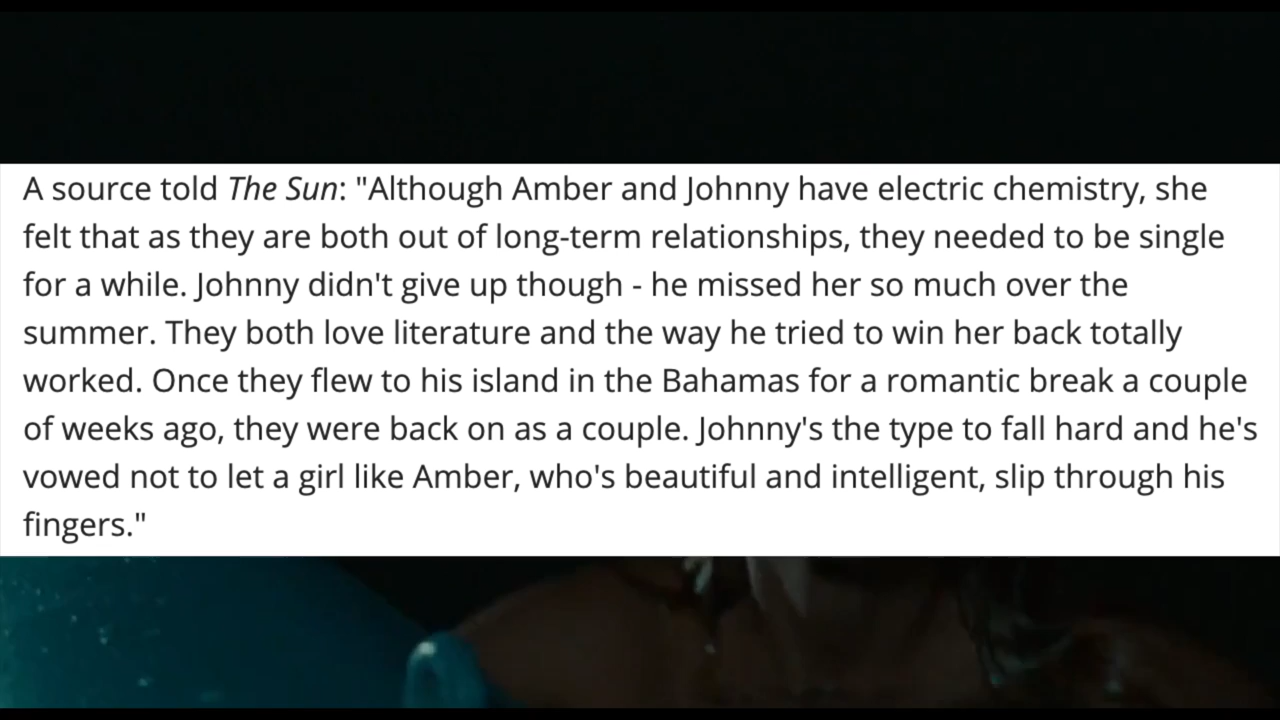 A source told The Sun: "Although Amber and Johnny have electric chemistry, she
felt that as they are both out of long-term relationships, they needed to be single
for a while. Johnny didn't give up though - he missed her so much over the
summer. They both love literature and the way he tried to win her back totally
worked. Once they flew to his island in the Bahamas for a romantic break a couple
of weeks ago, they were back on as a couple. Johnny's the type to fall hard and he's
vowed not to let a girl like Amber, who's beautiful and intelligent, slip through his
fingers."